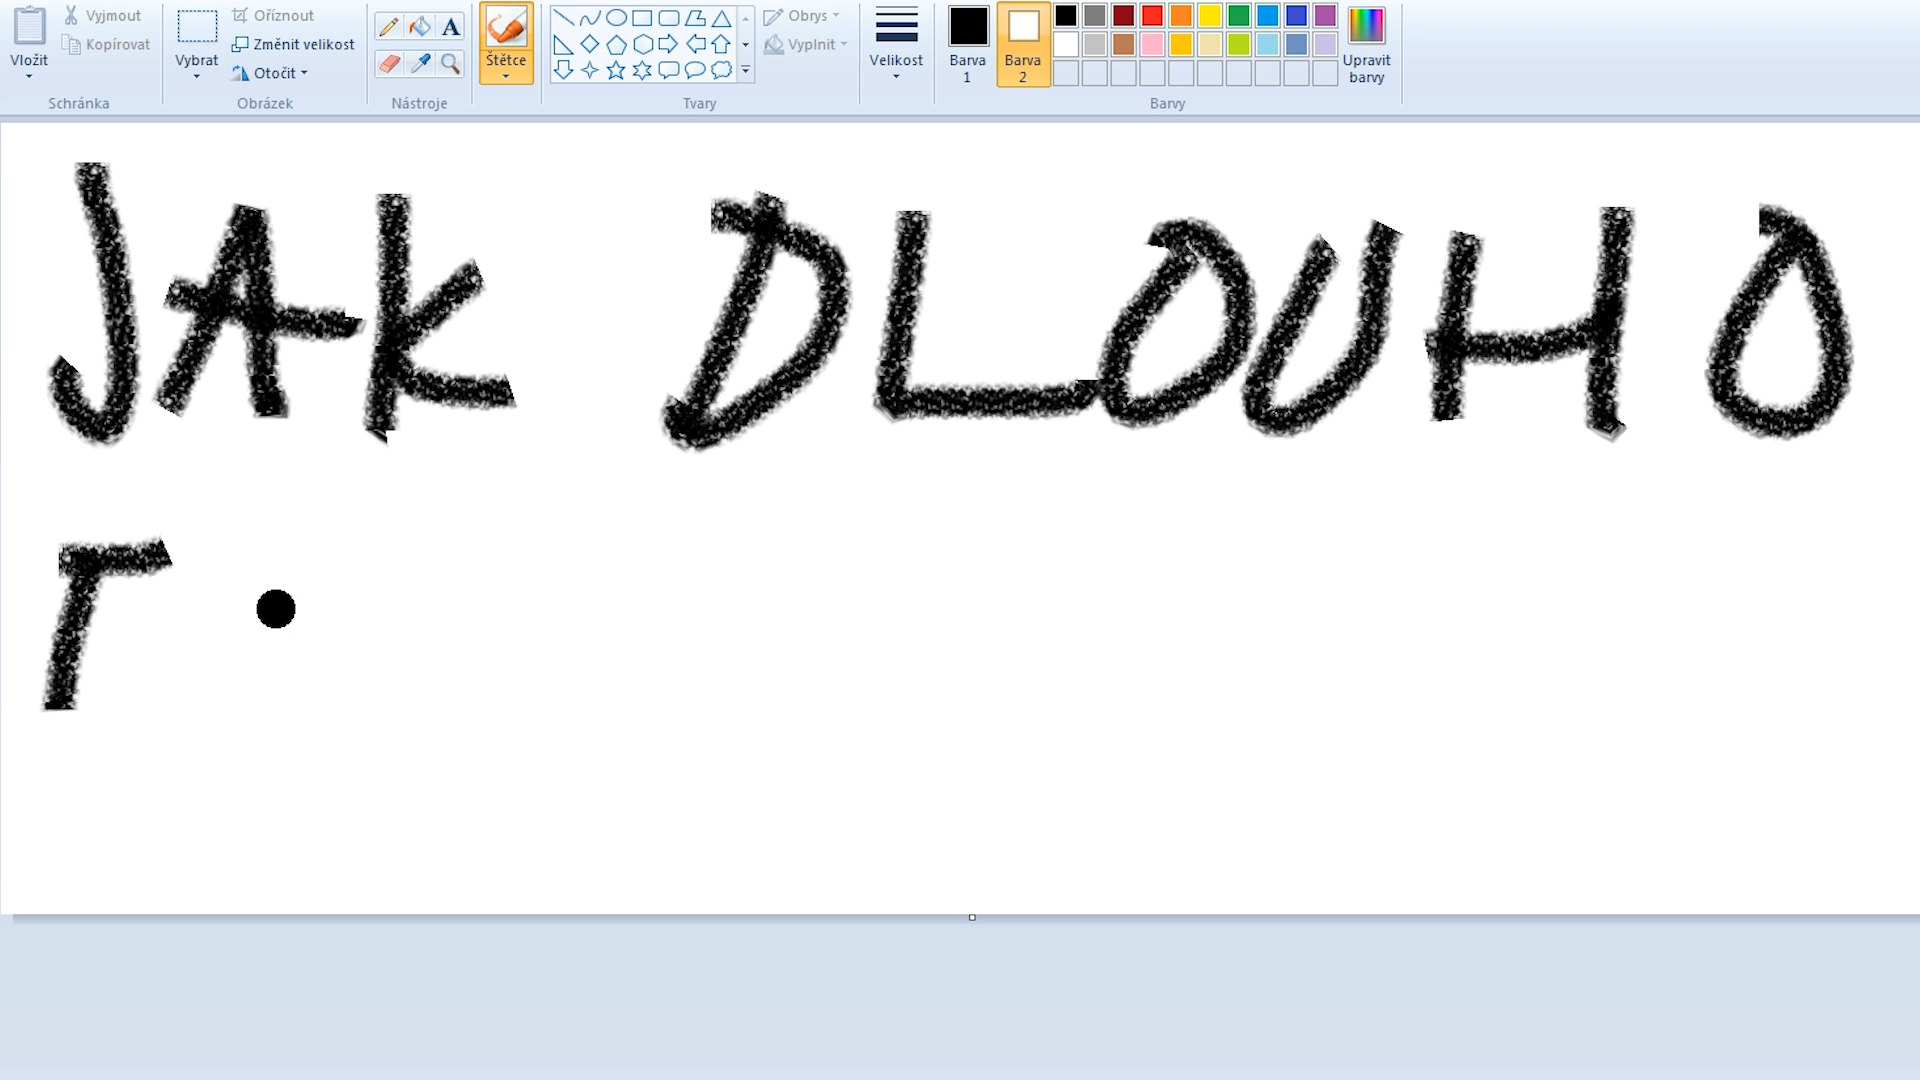 Vložit
Vyjmout
Kopírovat
Schránka
Vybrat
Oříznout
Změnit velikost
Otočit
Obrázek
A
Nástroje
Štětce
Obrys
Vyplnit
Tvary
Velikost
Barva
1
Barva
2
Upravit
barvy
Barvy
JAK DLOUHO